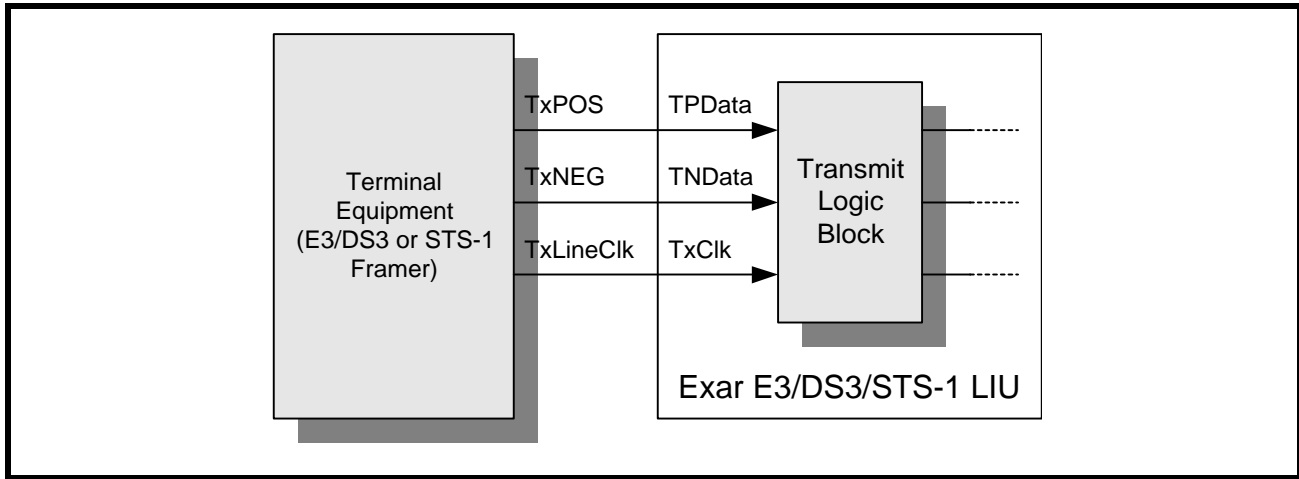 Terminal
Equipment
(E3/DS3 or STS-1
Framer)
TxPOS
TPData
TxNEG
TNData
TxLineClk
TxClk
Transmit
Logic
Block
Exar E3/DS3/STS-1 LIU